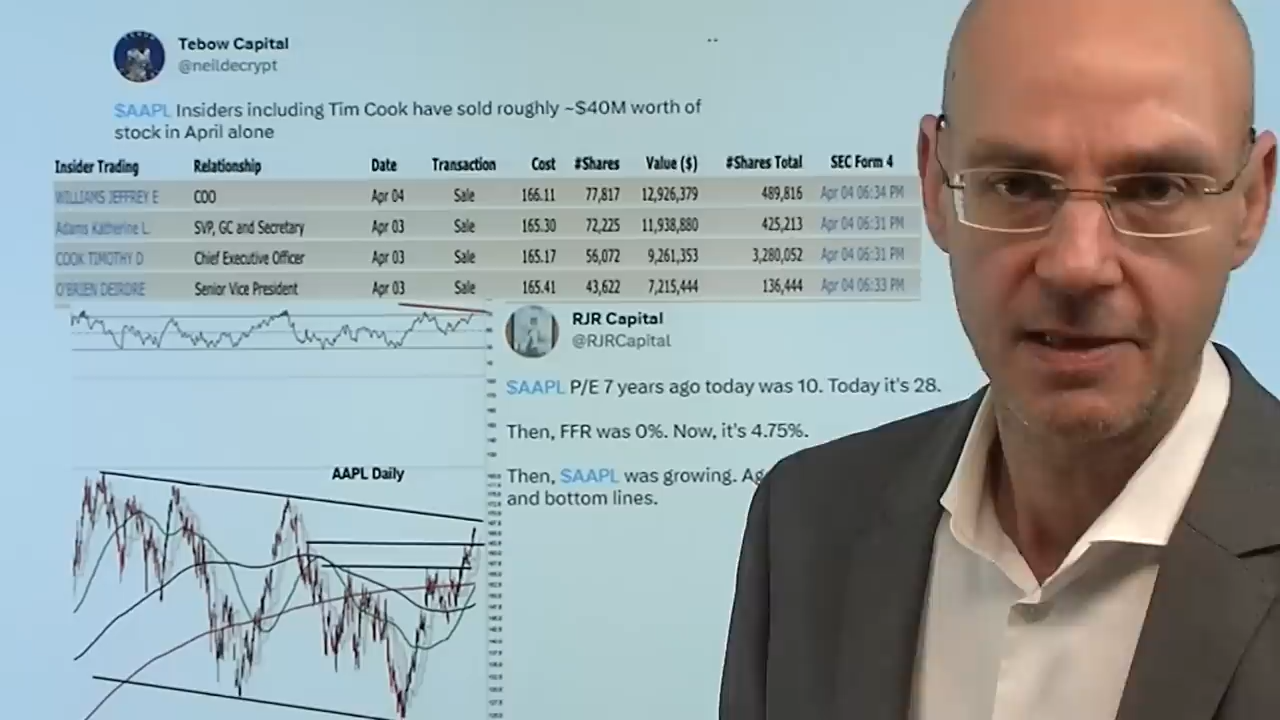 Tebow Capital
@neildecrypt
$AAPL Insiders including Tim Cook have sold roughly ~$40M worth of
stock in April alone
Insider Trading Relationship Date Transaction Cost #Shares Value ($) #Shares Total SEC Form 4
WILLIAMS JEFFREY E COO Apr 04 Sale 166.11 77,817 12,926,379 489,816 Apr 04 06:34 PM
Adams Katherine L. SVP, GC and Secretary Apr 03 Sale 165.30 72,225 11,938,880 425,213 Apr 04 06:31 PM
COOK TIMOTHY D Chief Executive Officer Apr 03 Sale 165.17 56,072 9,261,353 3,280,052 Apr 04 06:31 PM
O'BRIEN DEIRDRE Senior Vice President Apr 03 Sale 165.41 43,622 7,215,444 136,444 Apr 04 06:33 PM
RJR Capital
@RJRCapital
$AAPL P/E 7 years ago today was 10. Today it's 28.
Then, FFR was 0%. Now, it's 4.75%.
Then, $AAPL was growing.
and bottom lines.
AAPL Daily